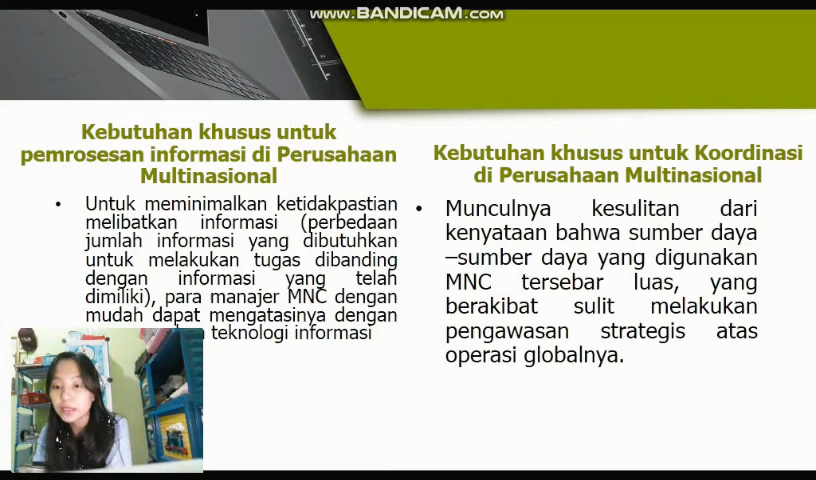 www.BANDICAM.com
Kebutuhan khusus untuk
pemrosesan informasi di Perusahaan
Multinasional
• Untuk meminimalkan ketidakpastian
melibatkan informasi (perbedaan
jumlah informasi yang dibutuhkan
untuk melakukan tugas dibanding
dengan informasi yang telah
dimiliki), para manajer MNC dengan
mudah dapat mengatasinya dengan
teknologi informasi
Kebutuhan khusus untuk Koordinasi
di Perusahaan Multinasional
• Munculnya kesulitan dari
kenyataan bahwa sumber daya
–sumber daya yang digunakan
MNC tersebar luas, yang
berakibat sulit melakukan
pengawasan strategis atas
operasi globalnya.